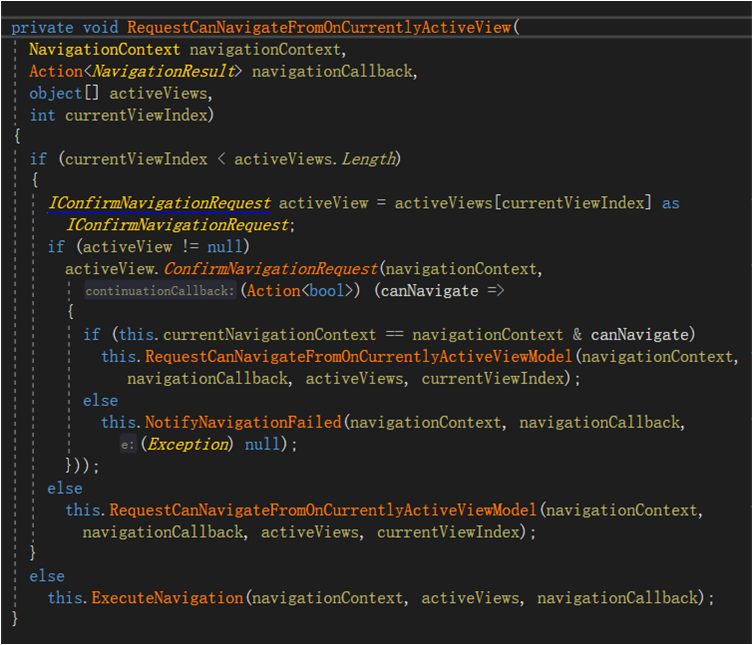 private void RequestCanNavigateFromOnCurrentlyActiveView(
NavigationContext navigationContext,
Action<NavigationResult> navigationCallback,
object[] activeViews,
int currentViewIndex)
{
if (currentViewIndex < activeViews.Length)
{
IConfirmNavigationRequest activeView = activeViews[currentViewIndex] as
IConfirmNavigationRequest;
if (activeView != null)
activeView.ConfirmNavigationRequest(navigationContext,
continuationCallback: (Action<bool>) (canNavigate =>
{
if (this.currentNavigationContext == navigationContext & canNavigate)
this.RequestCanNavigateFromOnCurrentlyActiveViewModel(navigationContext,
navigationCallback, activeViews, currentViewIndex);
else
this.NotifyNavigationFailed(navigationContext, navigationCallback,
e: (Exception) null);
}));
else
this.RequestCanNavigateFromOnCurrentlyActiveViewModel(navigationContext,
navigationCallback, activeViews, currentViewIndex);
}
else
this.ExecuteNavigation(navigationContext, activeViews, navigationCallback);
}